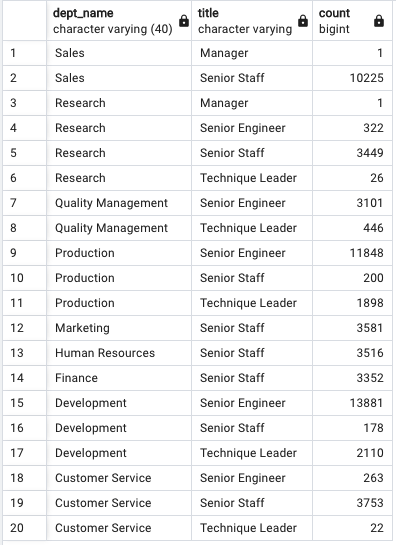 dept_name title count
character varying (40) character varying bigint
1 Sales Manager 1
2 Sales Senior Staff 10225
3 Research Manager 1
4 Research Senior Engineer 322
5 Research Senior Staff 3449
6 Research Technique Leader 26
7 Quality Management Senior Engineer 3101
8 Quality Management Technique Leader 446
9 Production Senior Engineer 11848
10 Production Senior Staff 200
11 Production Technique Leader 1898
12 Marketing Senior Staff 3581
13 Human Resources Senior Staff 3516
14 Finance Senior Staff 3352
15 Development Senior Engineer 13881
16 Development Senior Staff 178
17 Development Technique Leader 2110
18 Customer Service Senior Engineer 263
19 Customer Service Senior Staff 3753
20 Customer Service Technique Leader 22